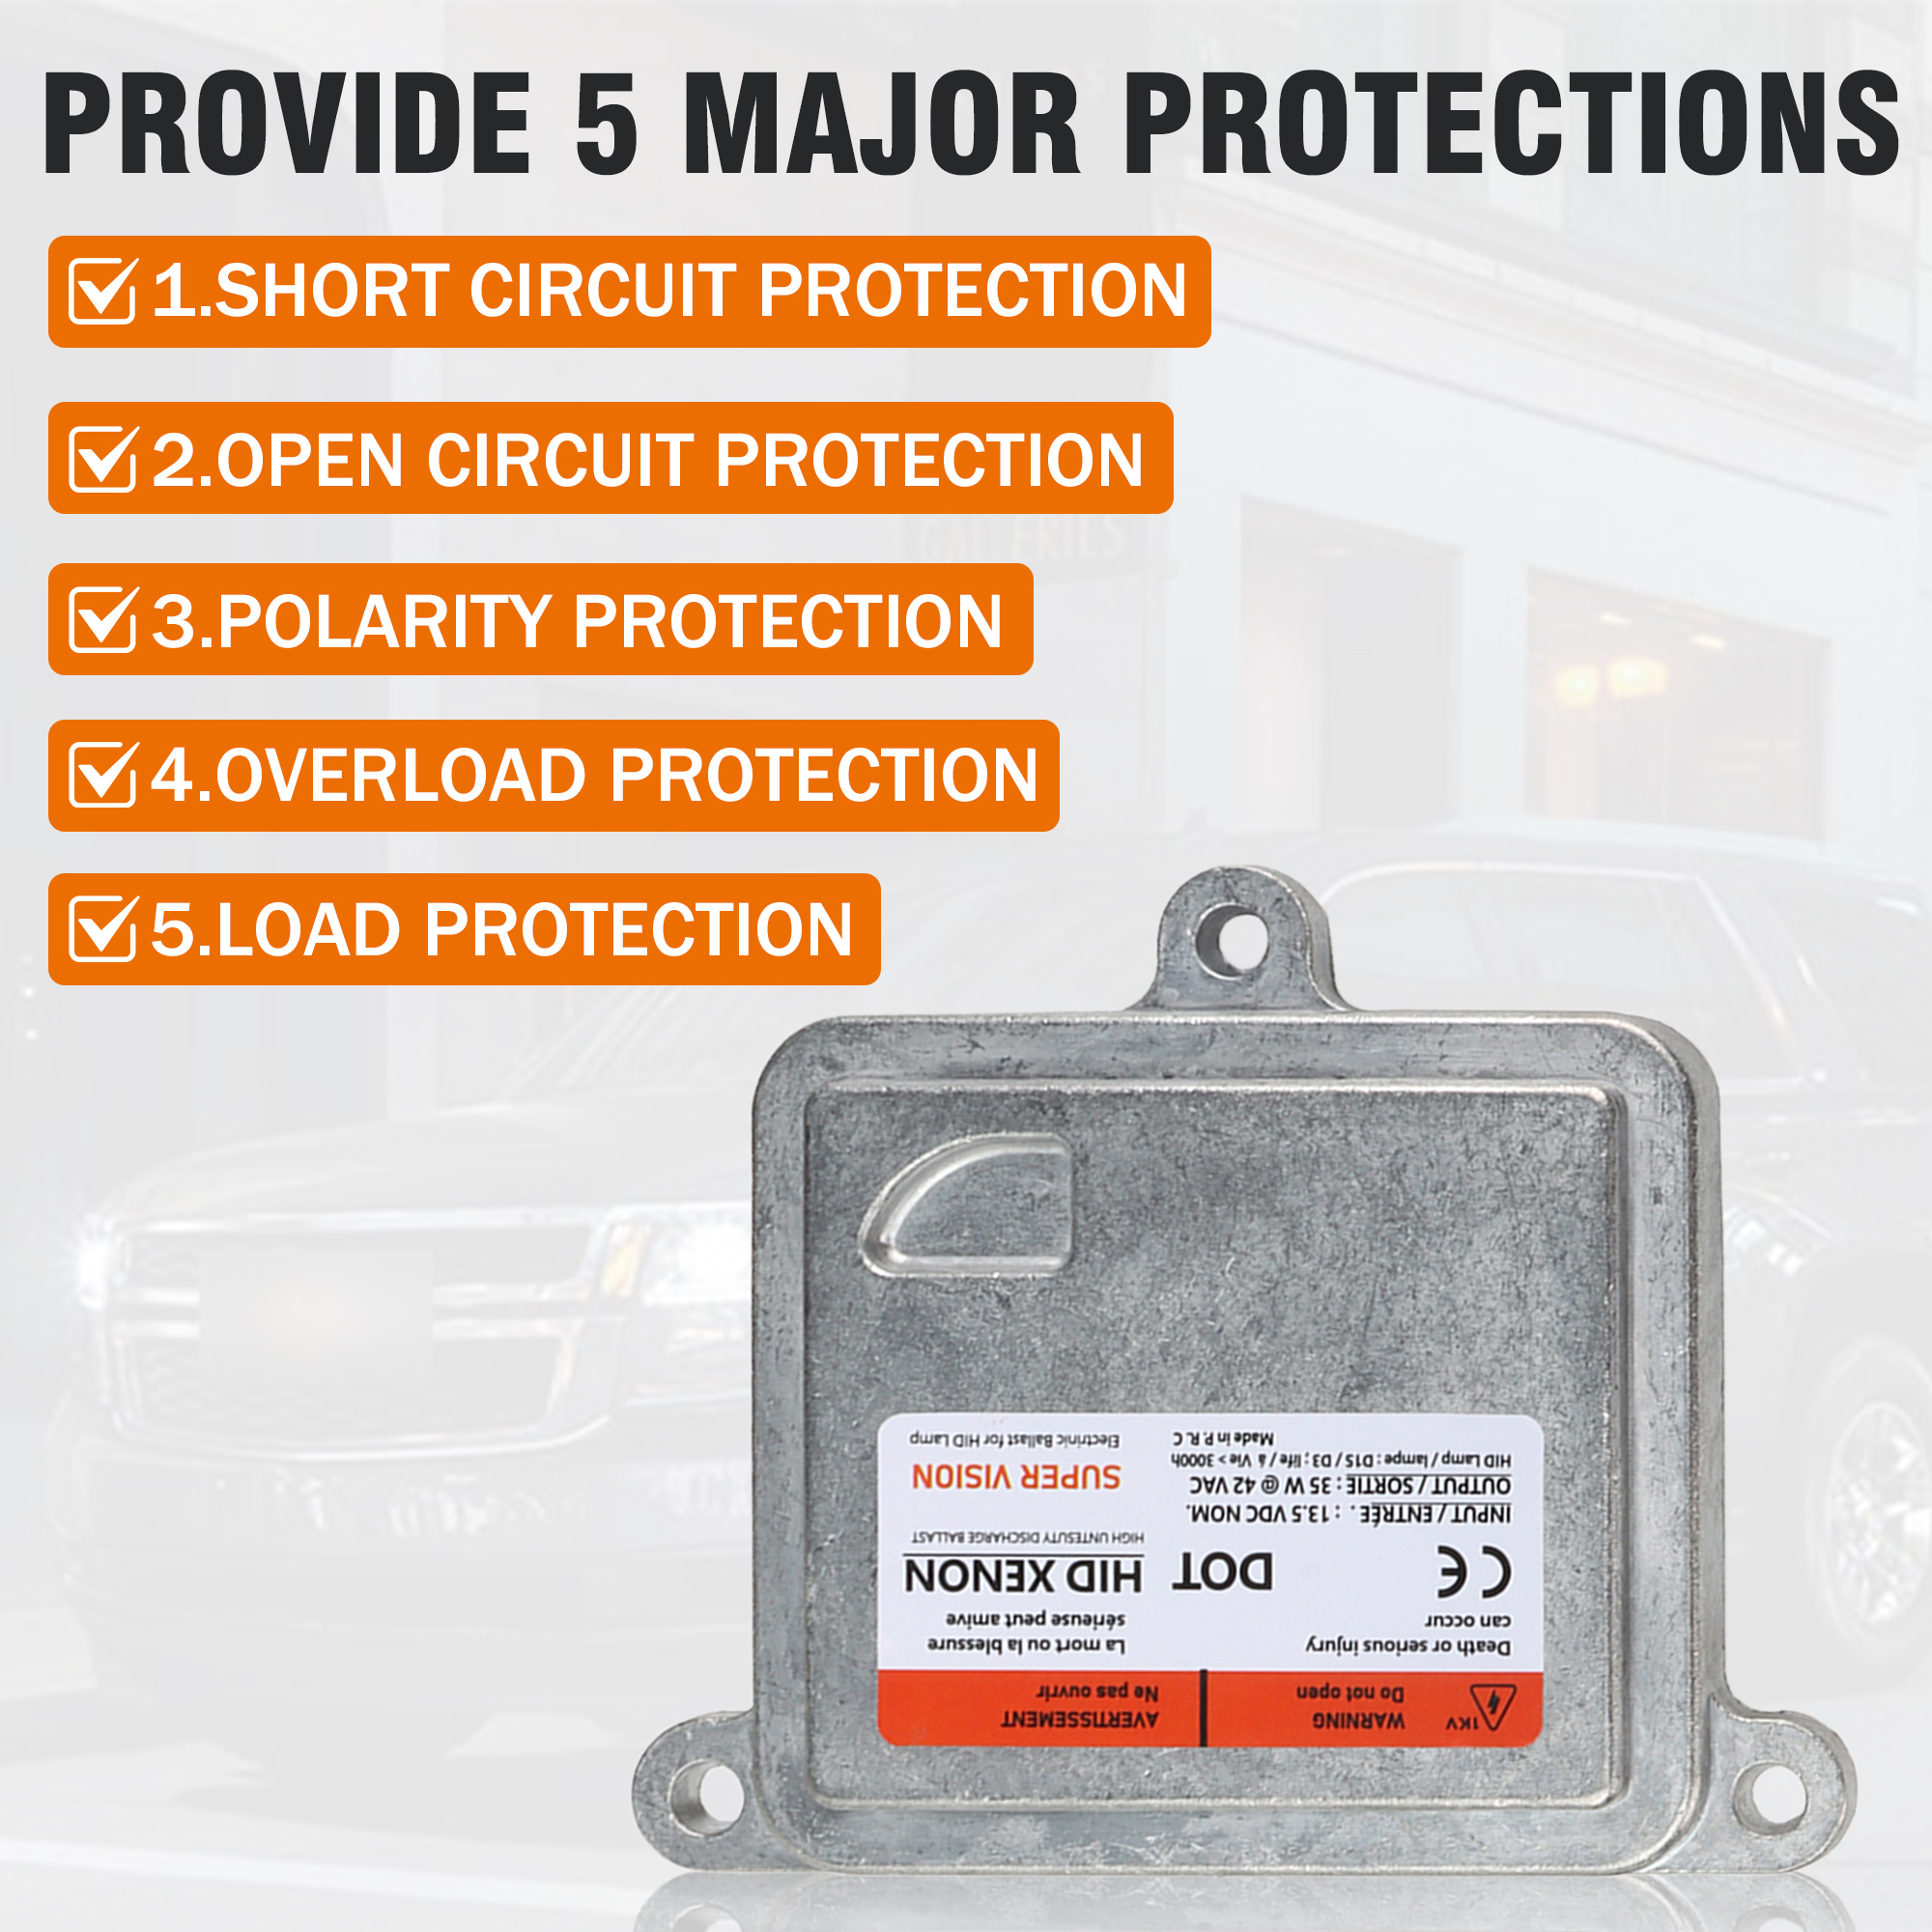 PROVIDE 5 MAJOR PROTECTIONS
1.SHORT CIRCUIT PROTECTION
2.OPEN CIRCUIT PROTECTION
GALLERIES
3.POLARITY PROTECTION
4.OVERLOAD PROTECTION
5.LOAD PROTECTION
1KV
WARNING
Do not open
AVERTISSEMENT
Ne pas ouvrir
Death or serious injury
can occur
La mort ou la blessure
sérieuse peut amive
CE
DOT
HID XENON
HIGH UNTESUTY DISCHARGE BALLAST
INPUT / ENTRÉE. : 13.5 VDC NOM.
OUTPUT / SORTIE : 35 W @ 42 VAC
HID Lamp / lampe : D1S / D3 ; life / á Vie > 3000h
Made in P. R. C
SUPER VISION
Electrinic Ballast for HID Lamp